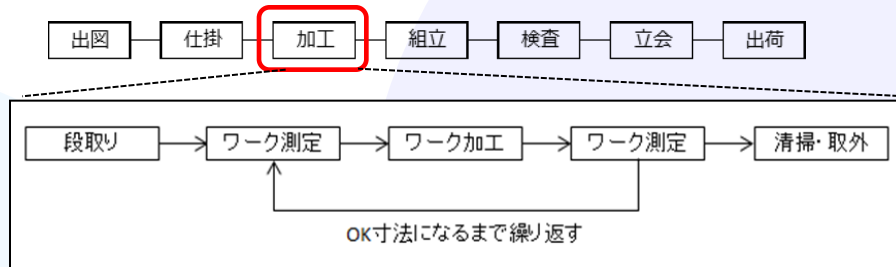 出図
仕掛
加工
組立
検査
立会
出荷
段取り
ワーク測定
ワーク加工
ワーク測定
清掃・取外
OK寸法になるまで繰り返す